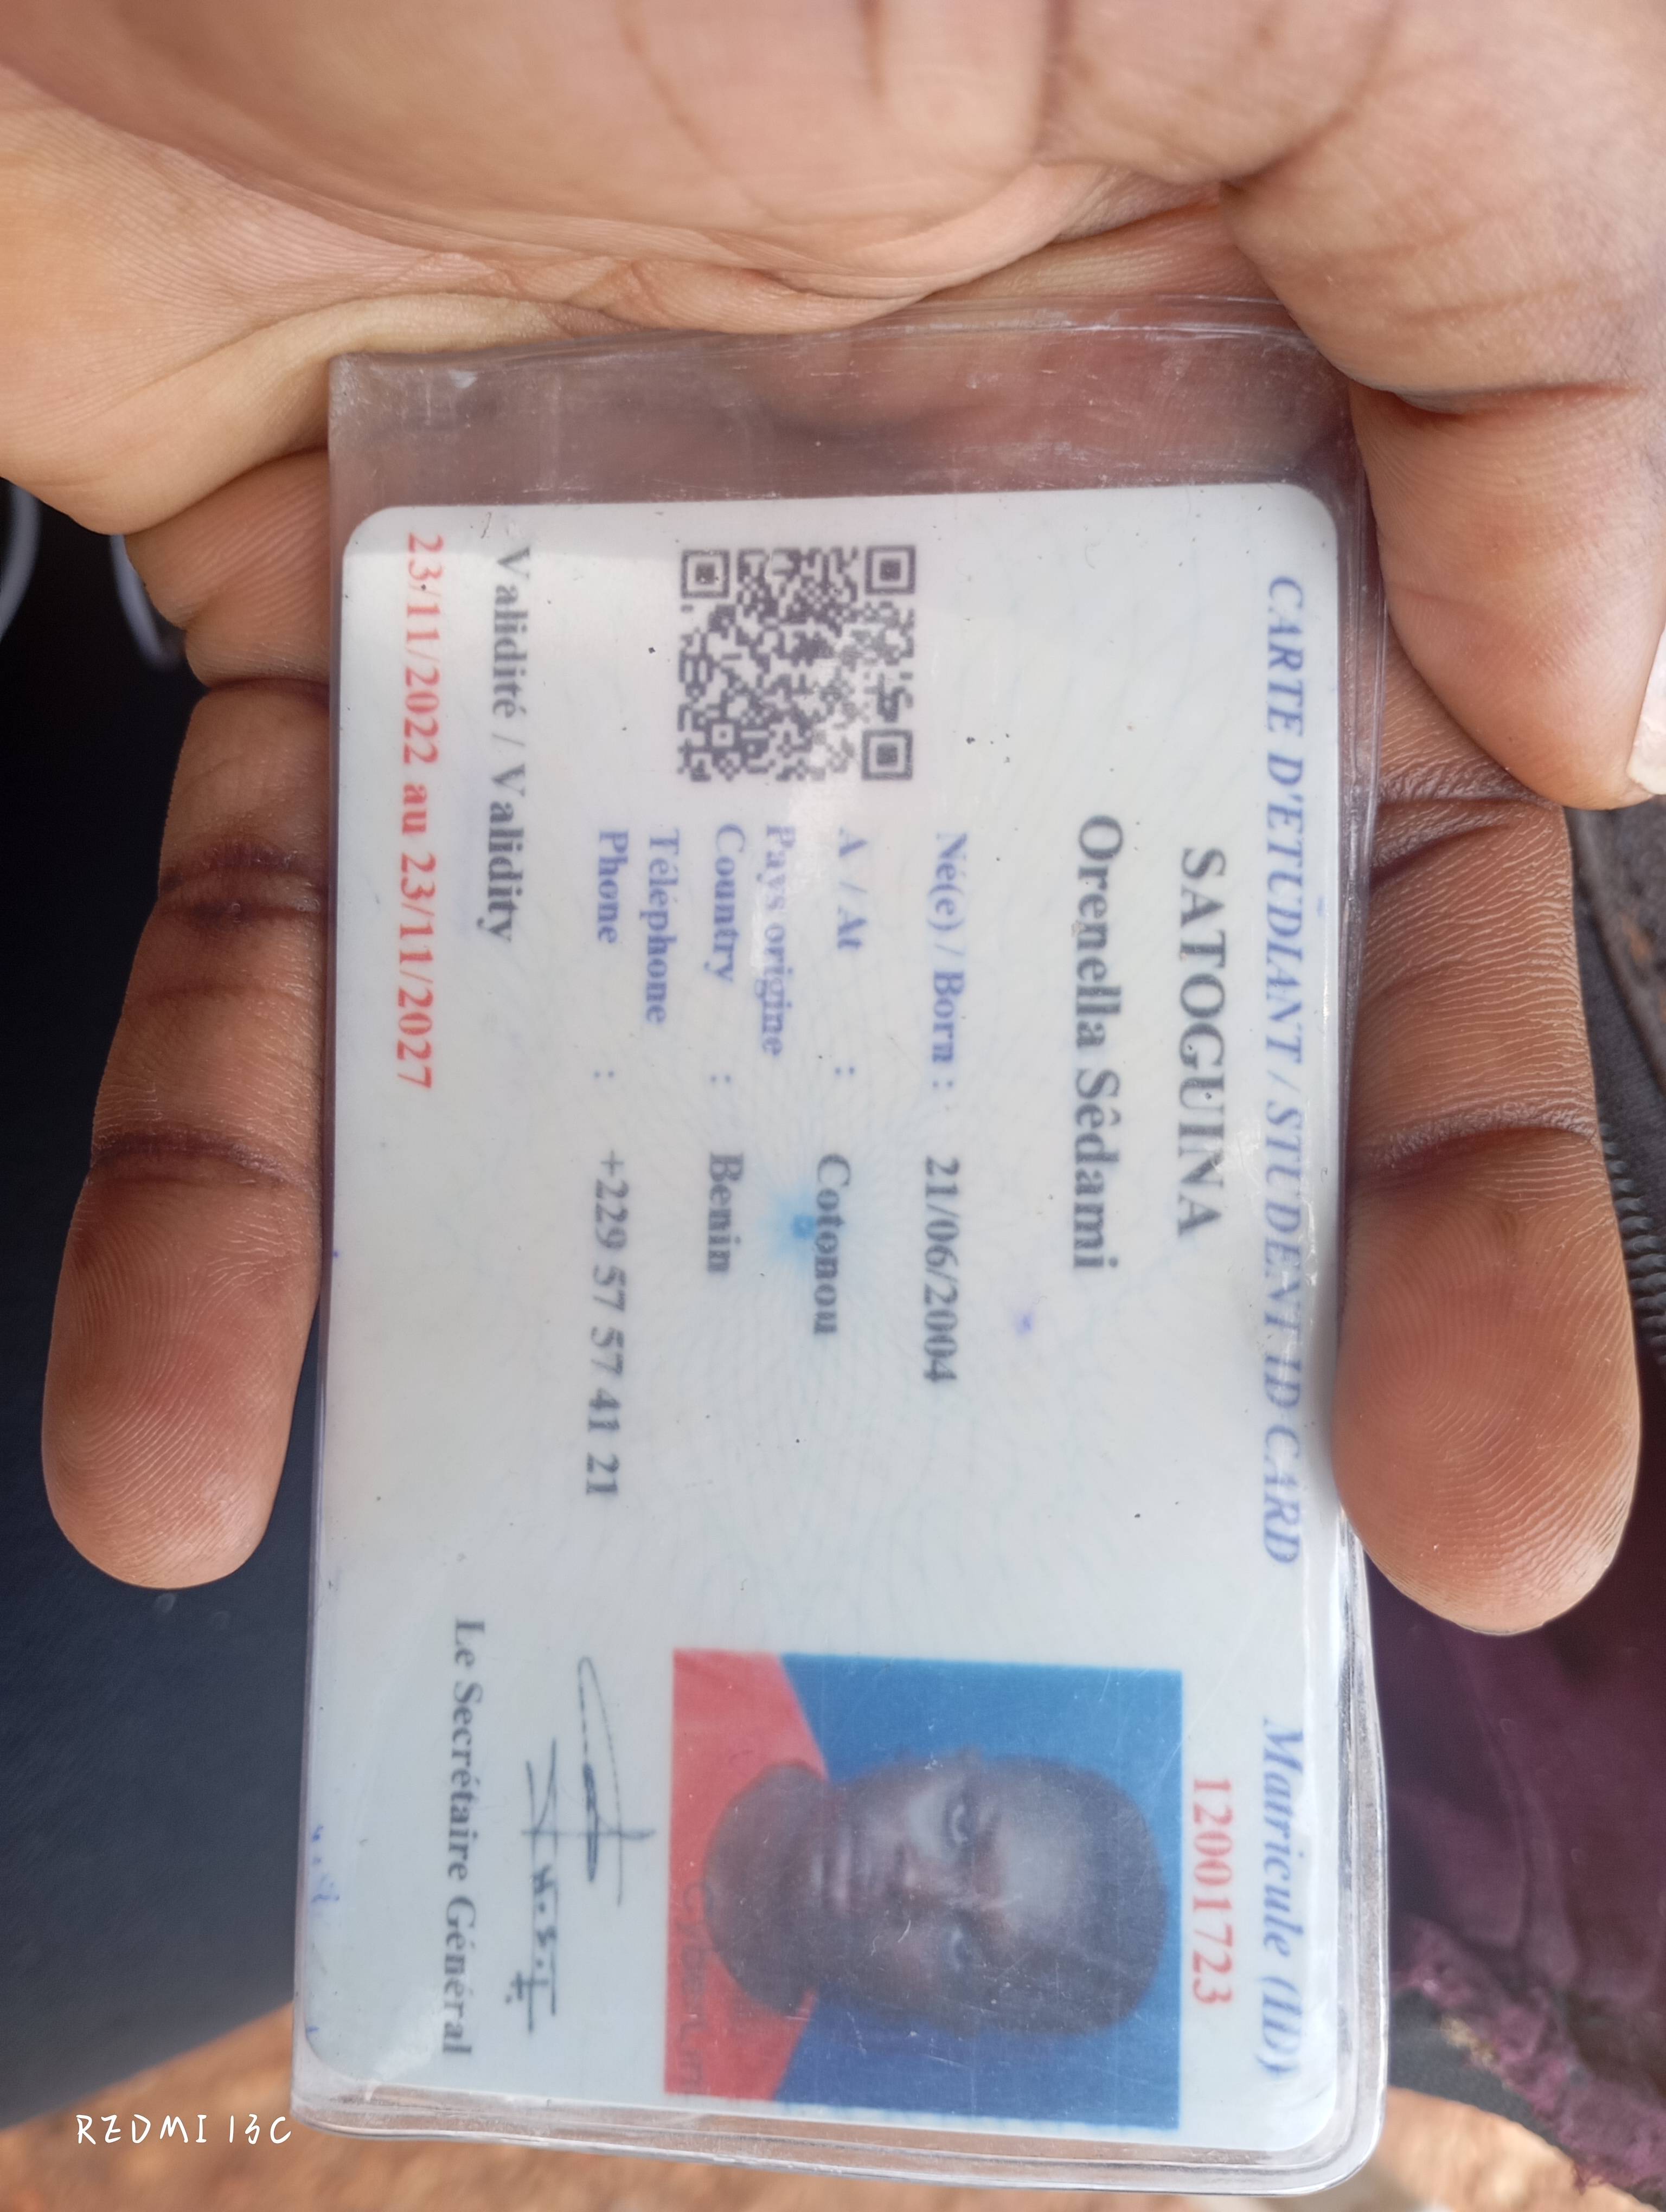 CARTE D'ETUDIANT / STUDENT ID CARD
Matricule (ID)
12001723
SATOGUINA
Orenella Sêdami
Né(e) / Born : 21/06/2004
A / At : Cotonou
Pays origine
Country : Benin
Téléphone
Phone : +229 57 57 41 21
Validité / Validity
23/11/2022 au 23/11/2027
Le Secrétaire Général
REDMI 13C